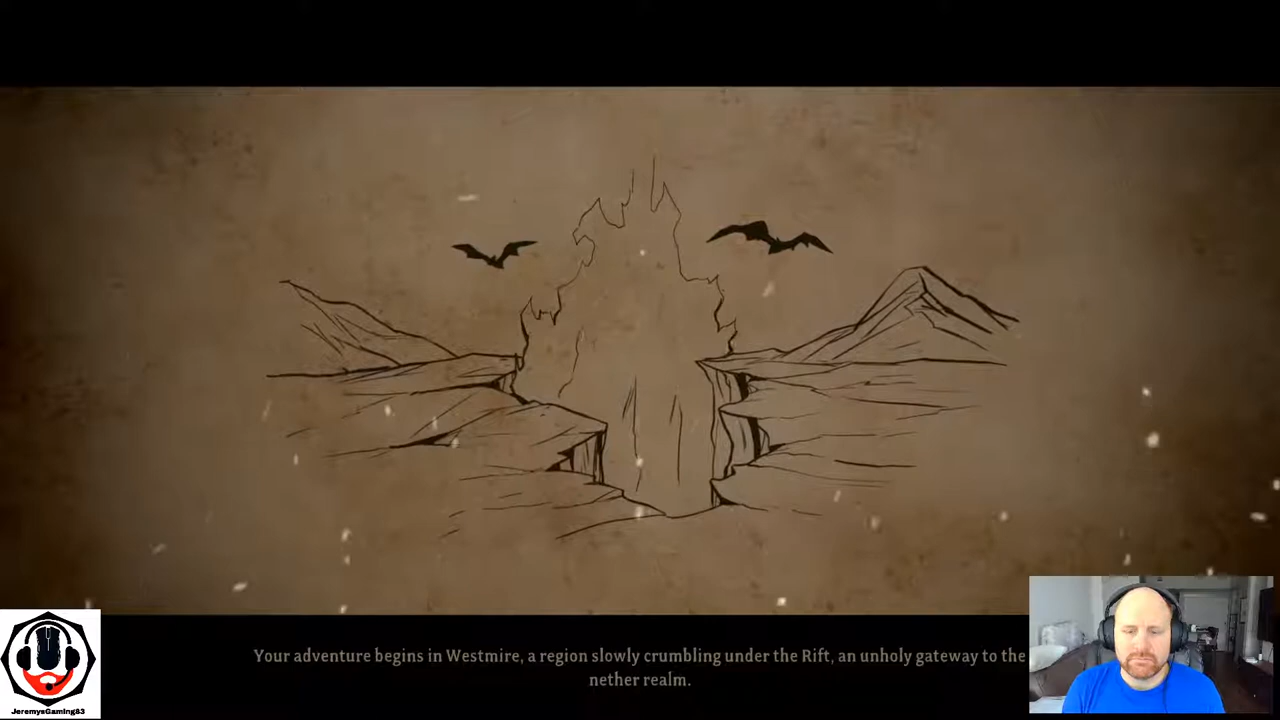 Your adventure begins in Westmire, a region slowly crumbling under the Rift, an unholy gateway to the
nether realm.
JeremysGaming83